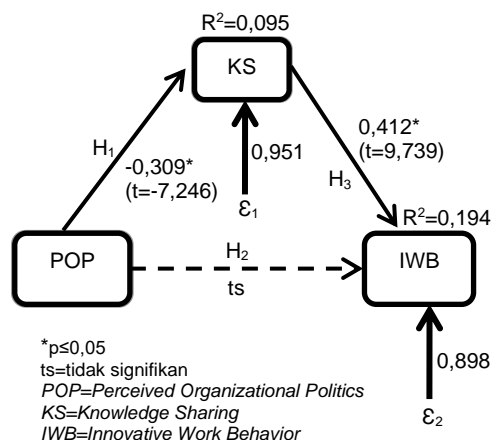 R²=0,095
KS
H₁
-0,309*
(t=-7,246)
0,951
ε₁
0,412*
(t=9,739)
H₃
R²=0,194
POP
H₂
ts
IWB
0,898
ε₂
*p≤0,05
ts=tidak signifikan
POP=Perceived Organizational Politics
KS=Knowledge Sharing
IWB=Innovative Work Behavior